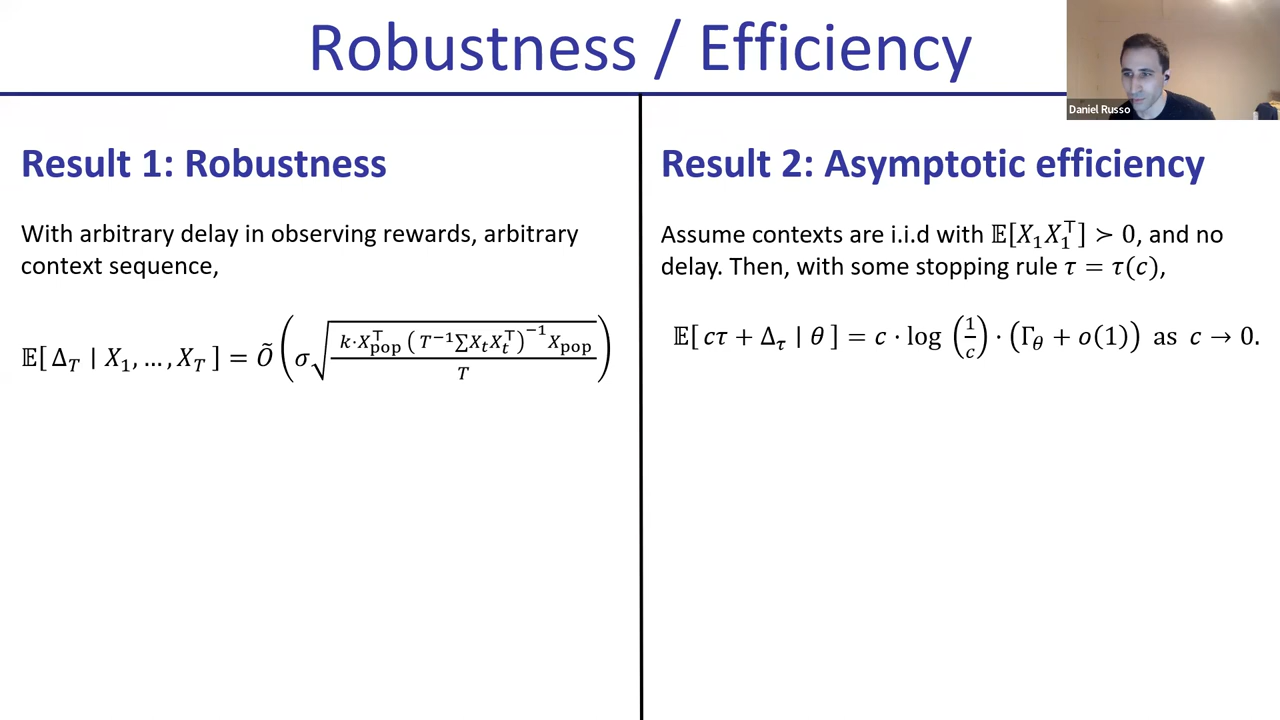 Robustness / Efficiency
Daniel Russo
Result 1: Robustness
With arbitrary delay in observing rewards, arbitrary
context sequence,
𝔼[ Δ_T | X_1, …, X_T ] = Õ ( σ √( k·X_pop^⊤ ( T^{−1} ∑ X_t X_t^⊤ )^{−1} X_pop / T ) )
Result 2: Asymptotic efficiency
Assume contexts are i.i.d with 𝔼[X_1 X_1^⊤] ≻ 0, and no
delay. Then, with some stopping rule τ = τ(c),
𝔼[ cτ + Δ_τ | θ ] = c · log (1/c) · (Γ_θ + o(1)) as c → 0.